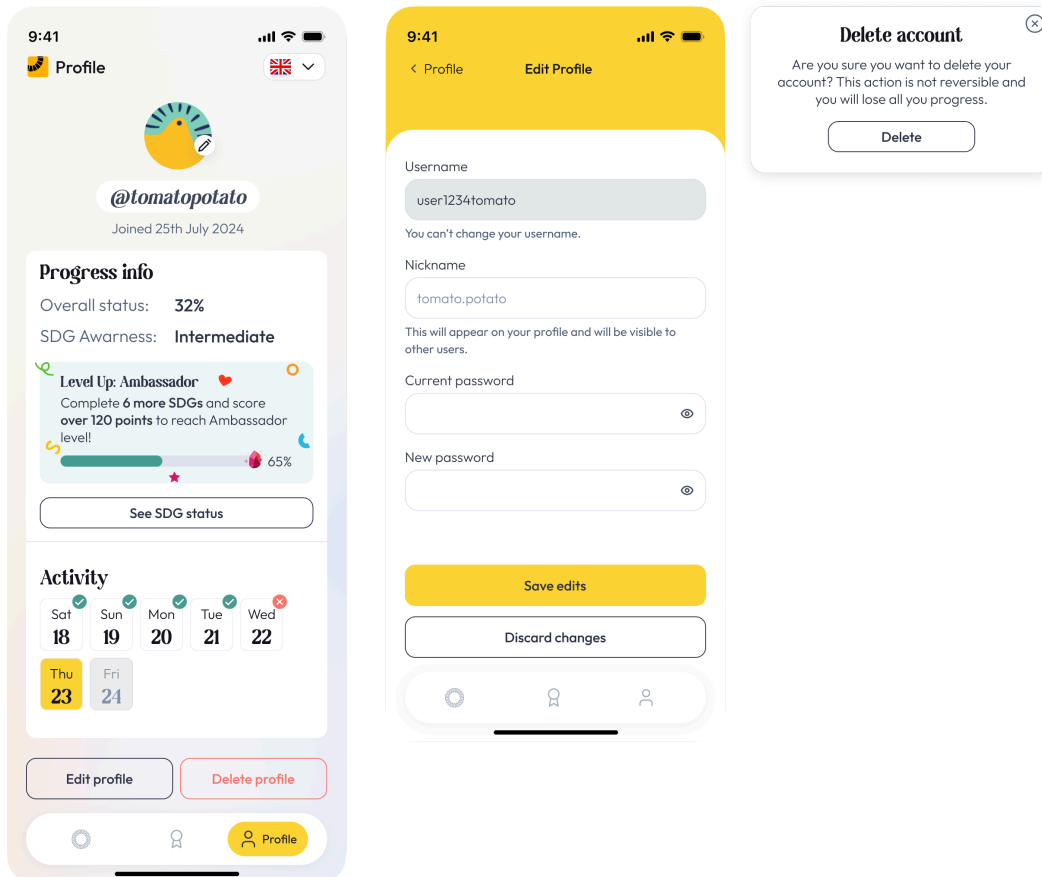 9:41
Profile
@tomatopotato
Joined 25th July 2024
Progress info
Overall status: 32%
SDG Awarness: Intermediate
Level Up: Ambassador
Complete 6 more SDGs and score
over 120 points to reach Ambassador
level!
65%
See SDG status
Activity
Sat Sun Mon Tue Wed
18 19 20 21 22
Thu Fri
23 24
Edit profile
Delete profile
Profile
9:41
< Profile
Edit Profile
Username
user1234tomato
You can't change your username.
Nickname
tomato.potato
This will appear on your profile and will be visible to
other users.
Current password
New password
Save edits
Discard changes
Delete account
Are you sure you want to delete your
account? This action is not reversible and
you will lose all you progress.
Delete